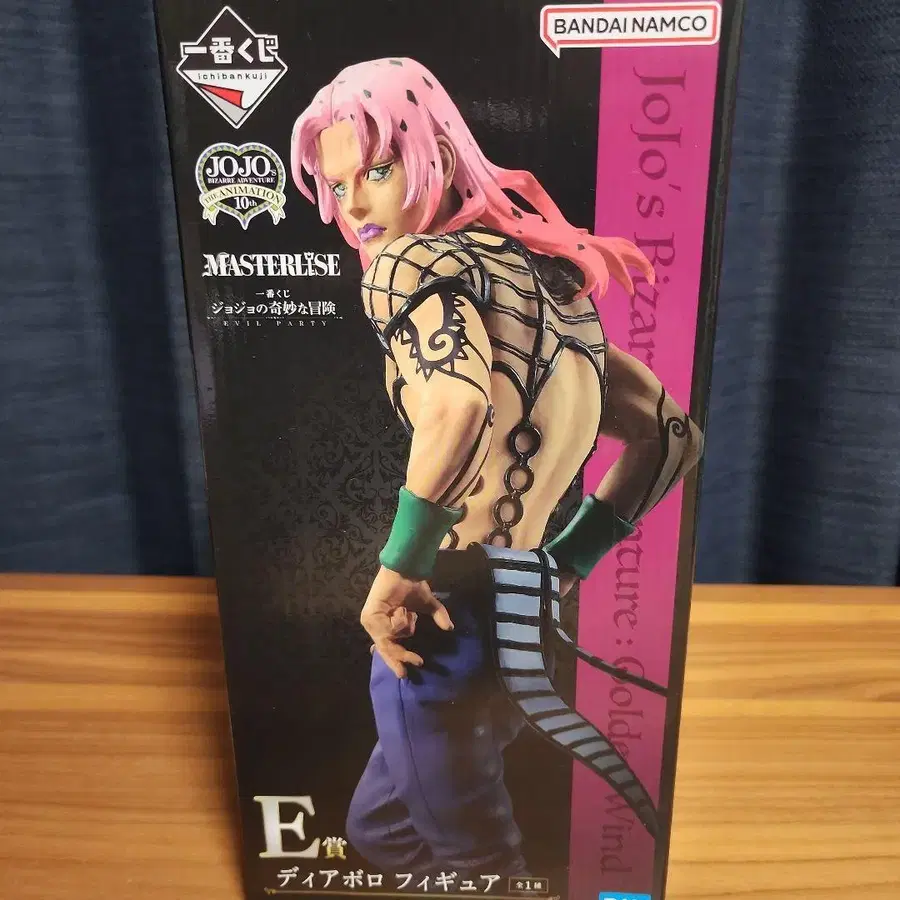 一番くじ
ichibankuji
BANDAI NAMCO
JOJO's
BIZARRE ADVENTURE
THE ANIMATION
10th
MASTERLISE
一番くじ
ジョジョの奇妙な冒険
EVIL PARTY
JoJo's Bizar nture : Golde Wind
E賞
ディアボロ フィギュア 全1種